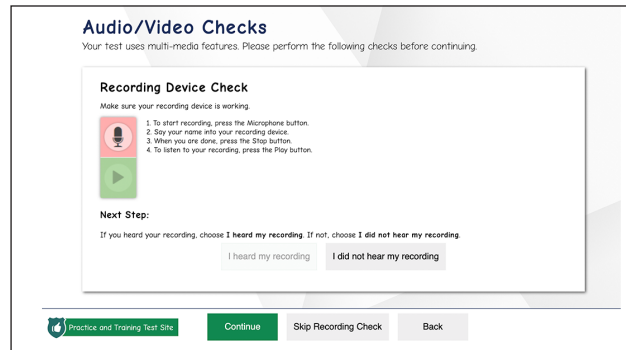 Audio/Video Checks
Your test uses multi-media features. Please perform the following checks before continuing.
Recording Device Check
Make sure your recording device is working.
1. To start recording, press the Microphone button.
2. Say your name into your recording device.
3. When you are done, press the Stop button.
4. To listen to your recording, press the Play button.
Next Step:
If you heard your recording, choose I heard my recording. If not, choose I did not hear my recording.
I heard my recording I did not hear my recording
Practice and Training Test Site Continue Skip Recording Check Back